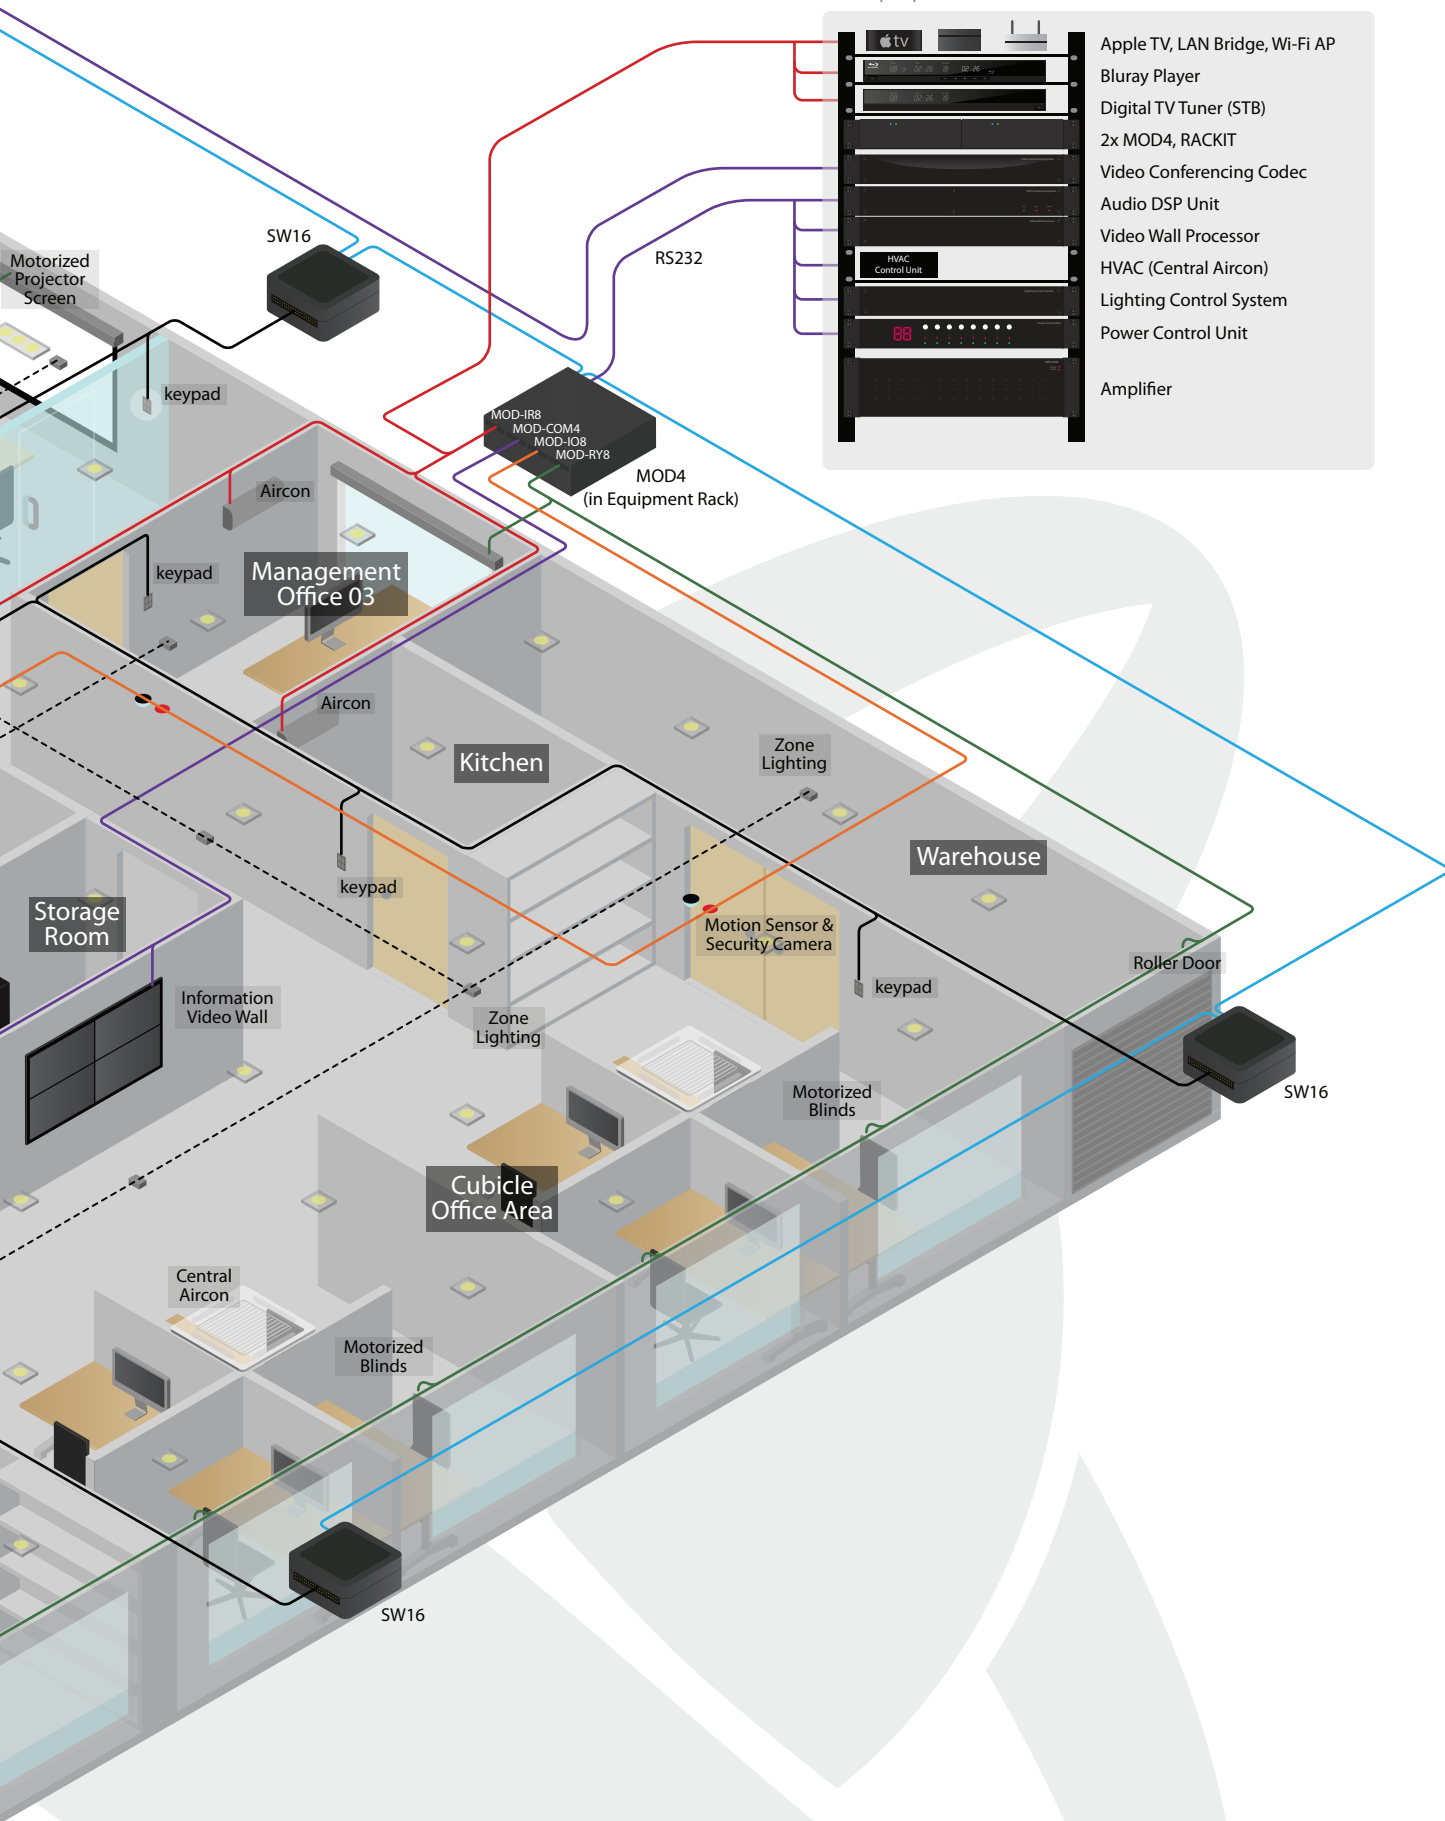 tv
Apple TV, LAN Bridge, Wi-Fi AP
Bluray Player
Digital TV Tuner (STB)
2x MOD4, RACKIT
Video Conferencing Codec
Audio DSP Unit
Video Wall Processor
HVAC
Control Unit
HVAC (Central Aircon)
Lighting Control System
88
Power Control Unit
Amplifier
SW16
RS232
Motorized
Projector
Screen
keypad
MOD-IR8
MOD-COM4
MOD-IO8
MOD-RY8
MOD4
(in Equipment Rack)
Aircon
keypad
Management
Office 03
Aircon
Kitchen
Zone
Lighting
Warehouse
keypad
Storage
Room
Motion Sensor &
Security Camera
Roller Door
keypad
Information
Video Wall
Zone
Lighting
Motorized
Blinds
SW16
Cubicle
Office Area
Central
Aircon
Motorized
Blinds
SW16